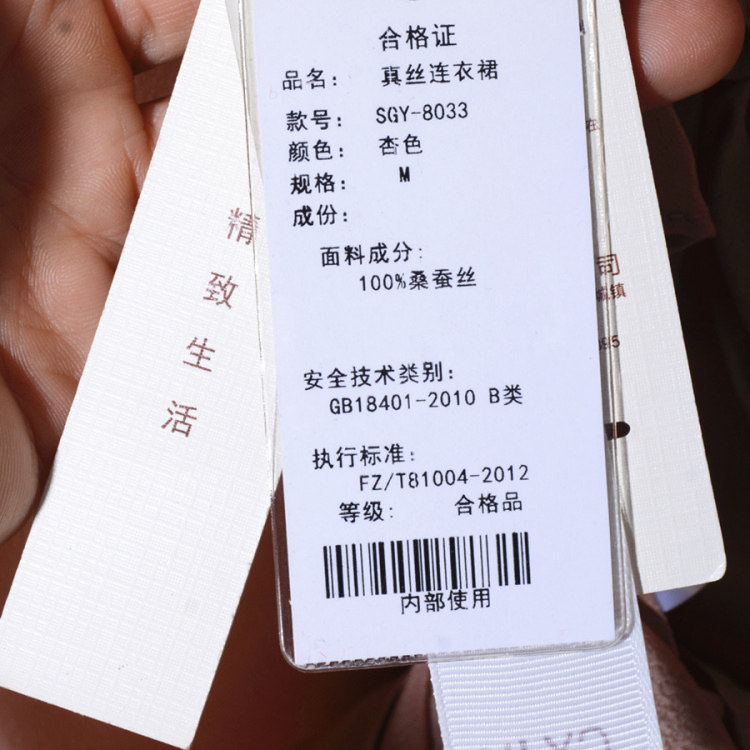 合格证
品名： 真丝连衣裙
款号： SGY-8033
颜色： 杏色
规格： M
成份：
面料成分：
100%桑蚕丝
安全技术类别：
GB18401-2010 B类
执行标准：
FZ/T81004-2012
等级： 合格品
内部使用
精致生活
在
司
镇